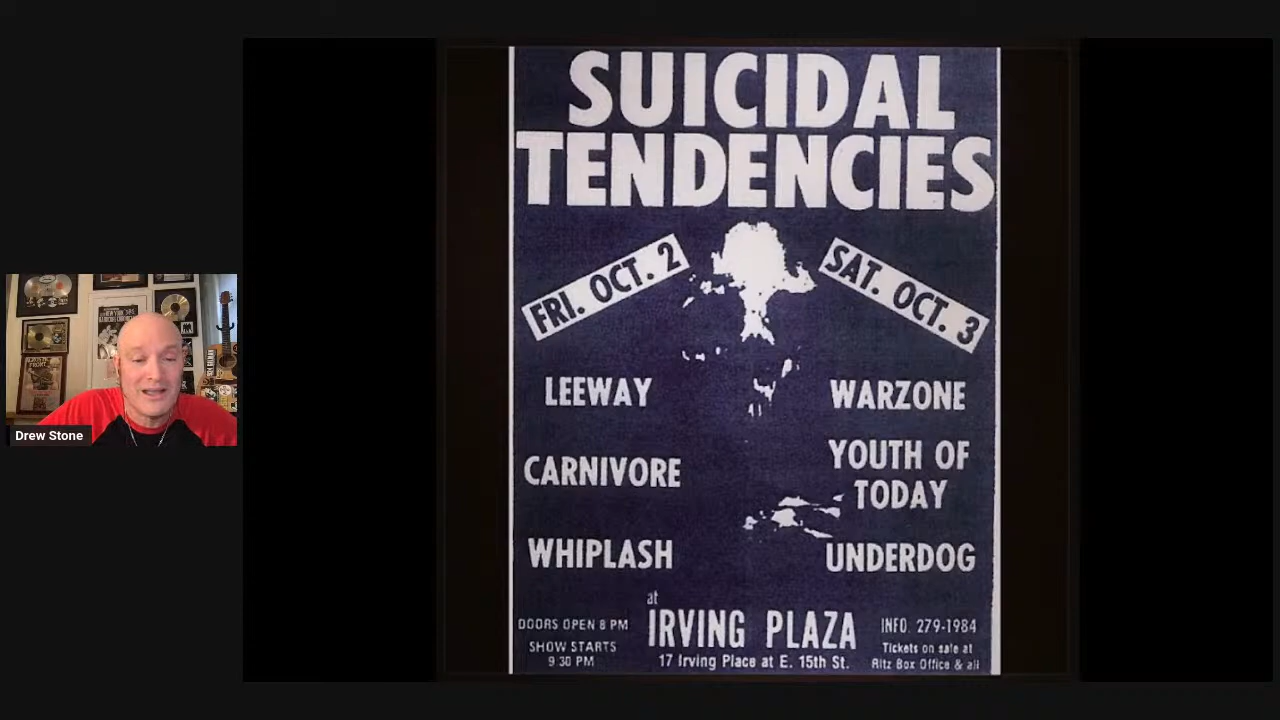 SUICIDAL
TENDENCIES
FRI. OCT. 2
SAT. OCT. 3
LEEWAY
WARZONE
CARNIVORE
YOUTH OF
TODAY
WHIPLASH
UNDERDOG
at
IRVING PLAZA
17 Irving Place at E. 15th St.
DOORS OPEN 8 PM
SHOW STARTS
9:30 PM
INFO. 279-1984
Tickets on sale at
Ritz Box Office & all
Drew Stone